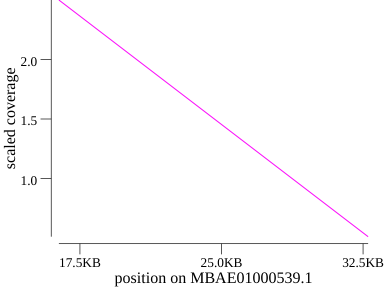 2.0
1.5
1.0
scaled coverage
17.5KB 25.0KB 32.5KB
position on MBAE01000539.1